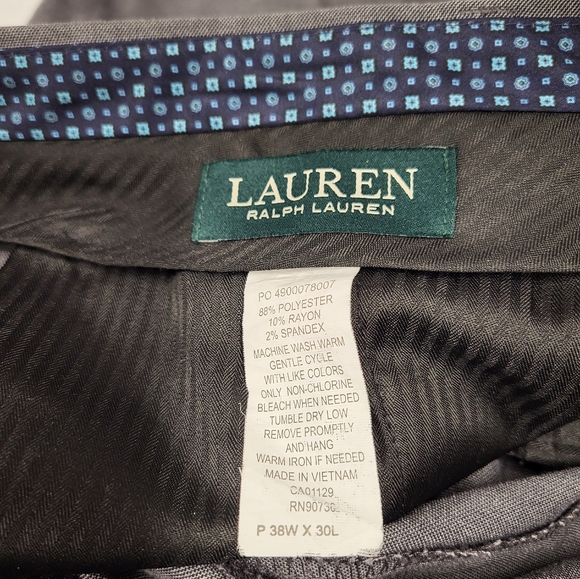 LAUREN
RALPH LAUREN
PO 4900078007
88% POLYESTER
10% RAYON
2% SPANDEX
MACHINE WASH WARM
GENTLE CYCLE
WITH LIKE COLORS
ONLY NON-CHLORINE
BLEACH WHEN NEEDED
TUMBLE DRY LOW
REMOVE PROMPTLY
AND HANG
WARM IRON IF NEEDED
MADE IN VIETNAM
CA01129
P 38W X 30L